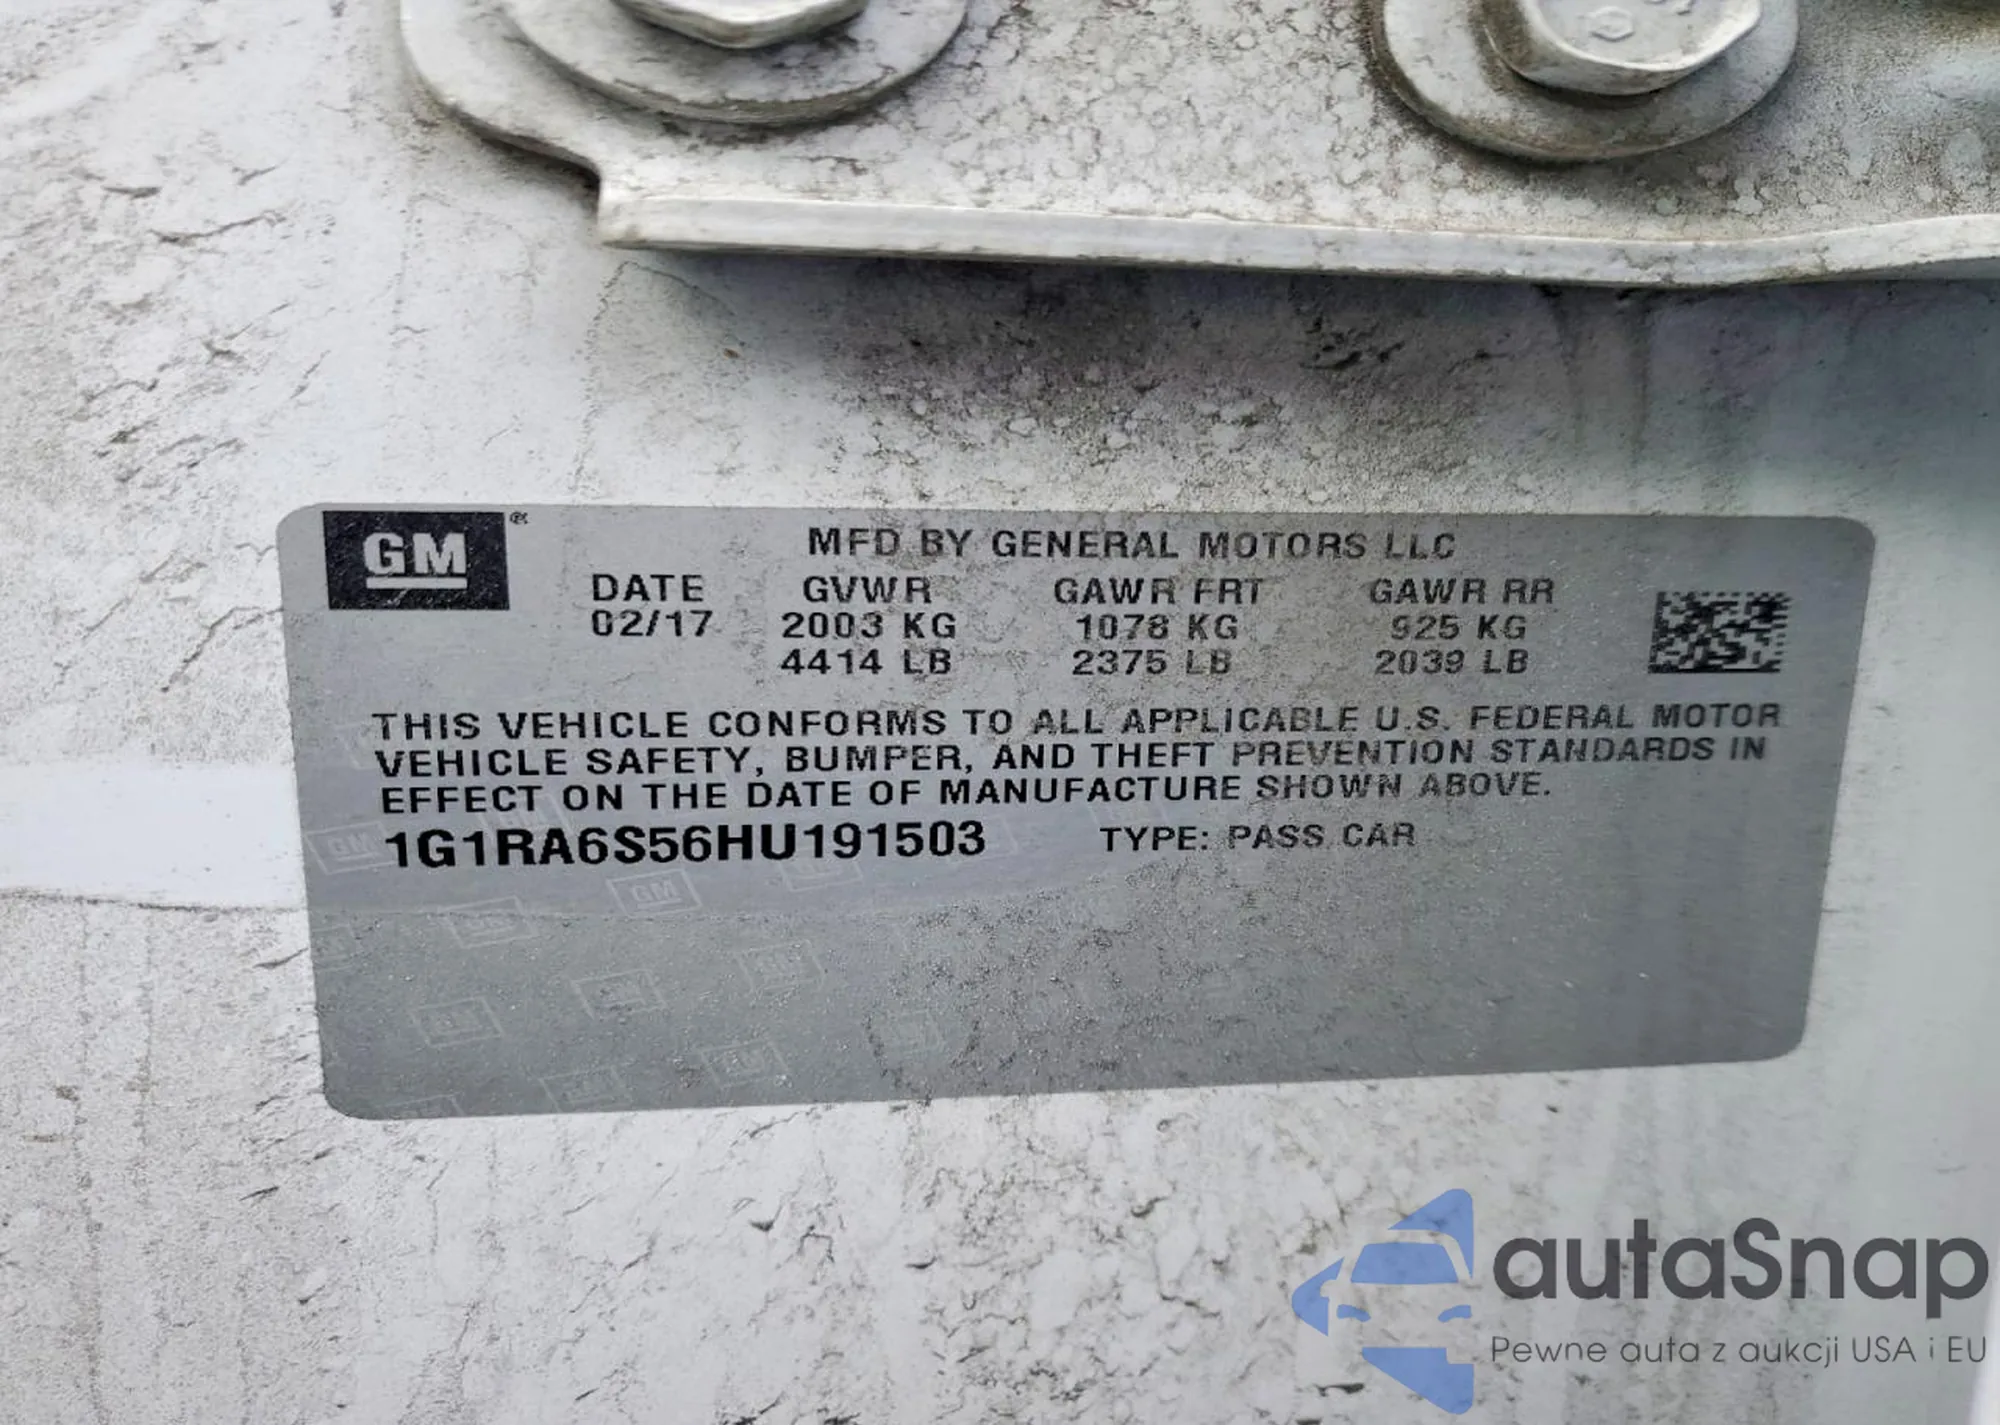 GM®
MFD BY GENERAL MOTORS LLC
DATE GVWR GAWR FRT GAWR RR
02/17 2003 KG 1078 KG 925 KG
4414 LB 2375 LB 2039 LB
THIS VEHICLE CONFORMS TO ALL APPLICABLE U.S. FEDERAL MOTOR
VEHICLE SAFETY, BUMPER, AND THEFT PREVENTION STANDARDS IN
EFFECT ON THE DATE OF MANUFACTURE SHOWN ABOVE.
1G1RA6S56HU191503 TYPE: PASS CAR
autaSnap
Pewne auta z aukcji USA i EU